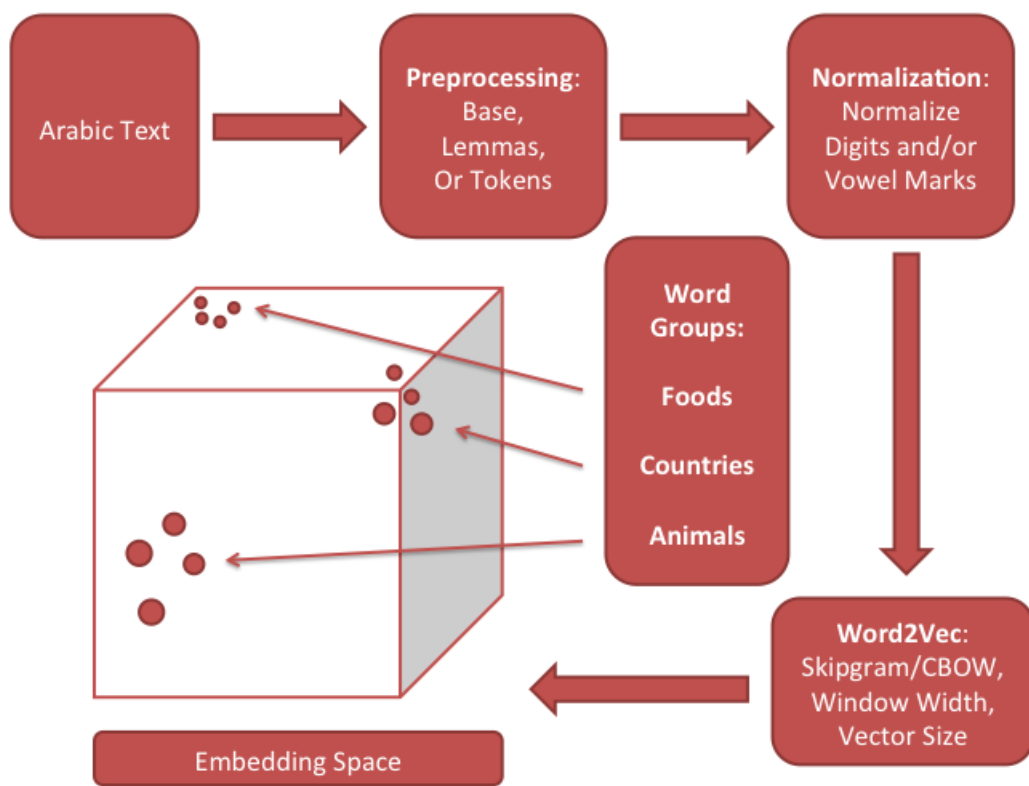 Arabic Text
Preprocessing:
Base,
Lemmas,
Or Tokens
Normalization:
Normalize
Digits and/or
Vowel Marks
Word
Groups:
Foods
Countries
Animals
Word2Vec:
Skipgram/CBOW,
Window Width,
Vector Size
Embedding Space